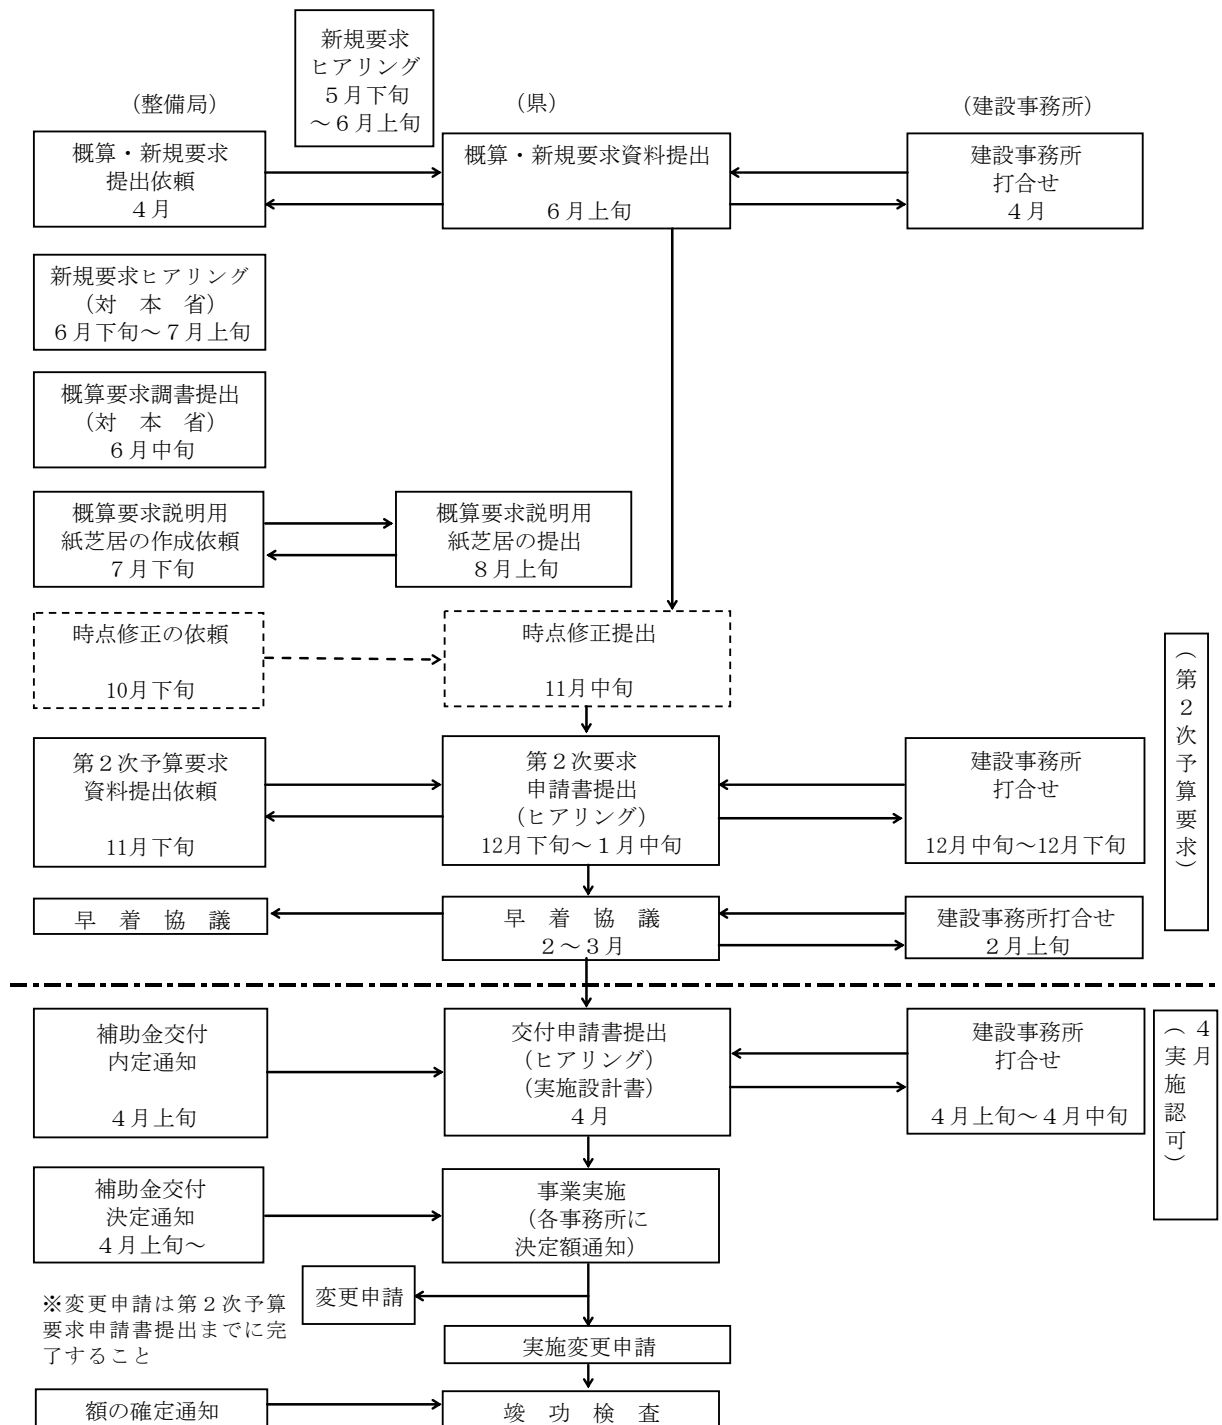 新規要求
ヒアリング
５月下旬
～６月上旬
（整備局）
（県）
（建設事務所）
概算・新規要求
提出依頼
４月
概算・新規要求資料提出
６月上旬
建設事務所
打合せ
４月
新規要求ヒアリング
（対　本　省）
６月下旬～７月上旬
概算要求調書提出
（対　本　省）
６月中旬
概算要求説明用
紙芝居の作成依頼
７月下旬
概算要求説明用
紙芝居の提出
８月上旬
時点修正の依頼
10月下旬
時点修正提出
11月中旬
（第２次予算要求）
第２次予算要求
資料提出依頼
11月下旬
第２次要求
申請書提出
（ヒアリング）
12月下旬～１月中旬
建設事務所
打合せ
12月中旬～12月下旬
早　着　協　議
早　着　協　議
２～３月
建設事務所打合せ
２月上旬
補助金交付
内定通知
４月上旬
交付申請書提出
（ヒアリング）
（実施設計書）
４月
建設事務所
打合せ
４月上旬～４月中旬
４月
（実施認可）
補助金交付
決定通知
４月上旬～
事業実施
（各事務所に
決定額通知）
変更申請
※変更申請は第２次予算
要求申請書提出までに完
了すること
実施変更申請
額の確定通知
竣　功　検　査